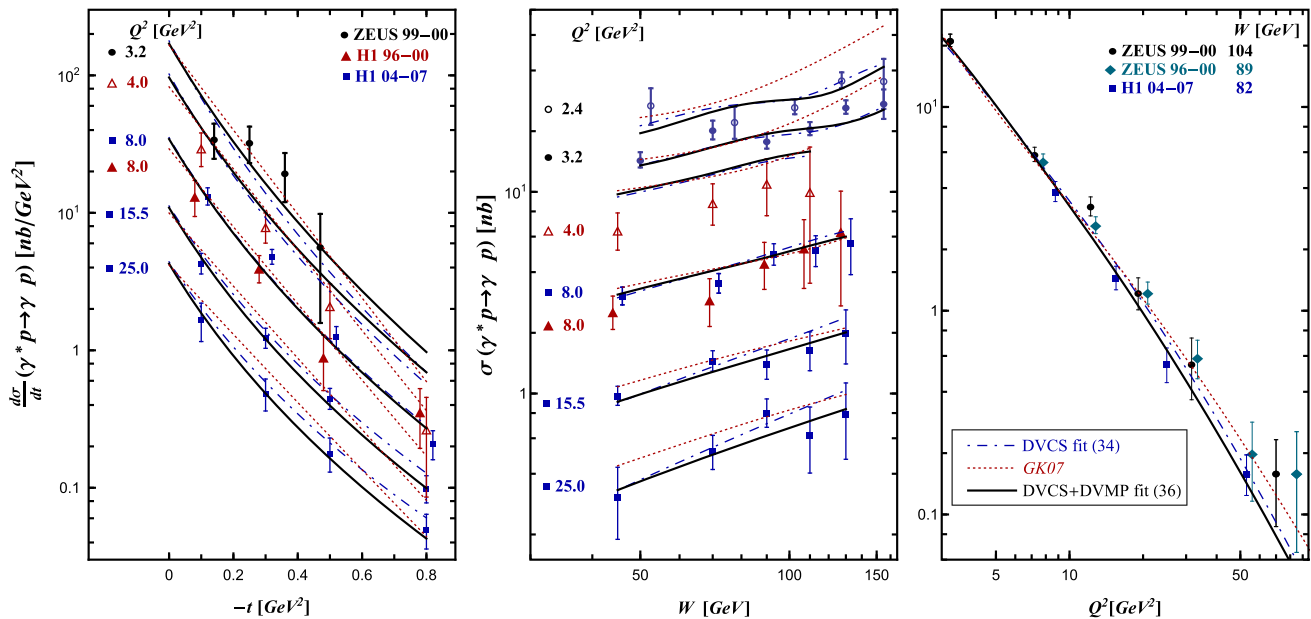 Q² [GeV²]
ZEUS 99−00
H1 96−00
H1 04−07
3.2
4.0
8.0
8.0
15.5
25.0
10²
10¹
1
0.1
dσ/dt (γ* p→γ p) [nb/GeV²]
0 0.2 0.4 0.6 0.8
−t [GeV²]
Q² [GeV²]
2.4
3.2
4.0
8.0
8.0
15.5
25.0
10¹
1
σ (γ* p→γ p) [nb]
50 100 150
W [GeV]
W [GeV]
ZEUS 99−00 104
ZEUS 96−00 89
H1 04−07 82
10¹
1
0.1
DVCS fit (34)
GK07
DVCS+DVMP fit (36)
5 10 50
Q² [GeV²]